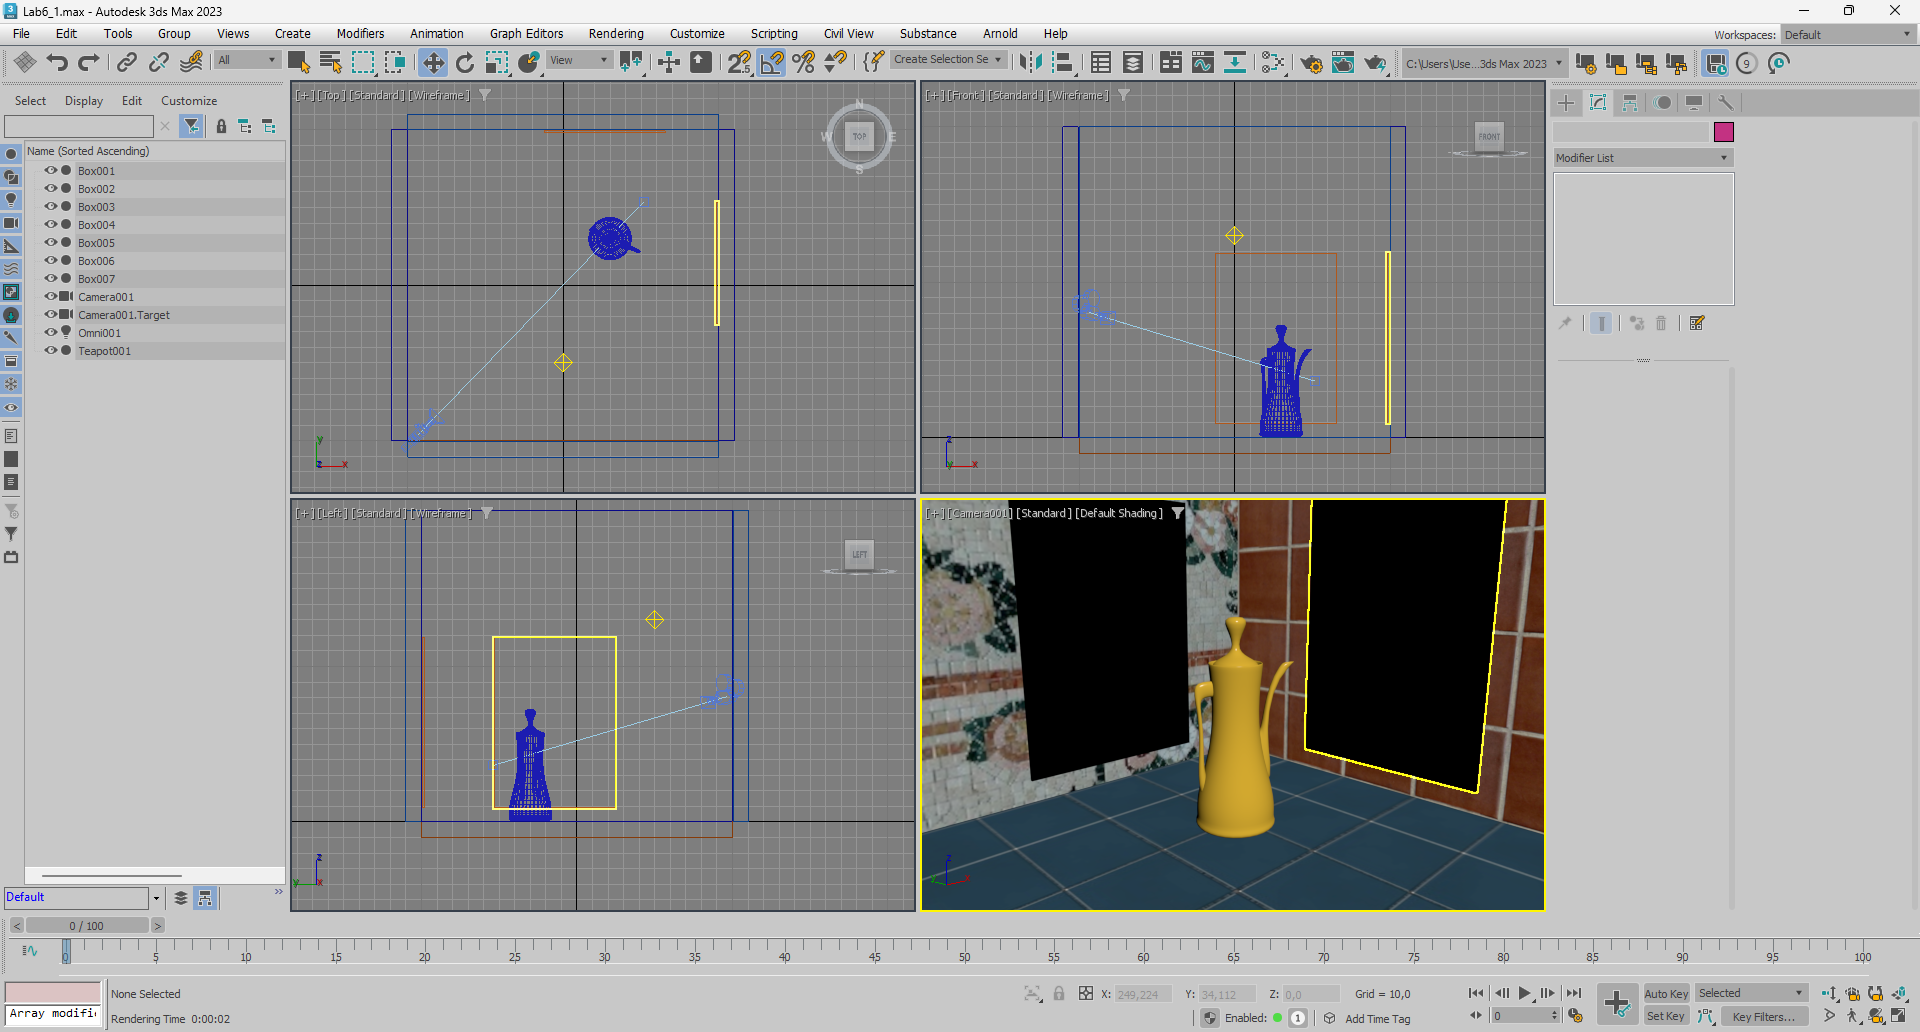 3 Lab6_1.max - Autodesk 3ds Max 2023
File Edit Tools Group Views Create Modifiers Animation Graph Editors Rendering Customize Scripting Civil View Substance Arnold Help
Workspaces: Default
All View Create Selection Se C:\Users\Use...3ds Max 2023 9
Select Display Edit Customize
Name (Sorted Ascending)
Box001
Box002
Box003
Box004
Box005
Box006
Box007
Camera001
Camera001.Target
Omni001
Teapot001
Default
[+] [Top] [Standard] [Wireframe]
N
W TOP E
S
y
z x
[+] [Front] [Standard] [Wireframe]
FRONT
z
y x
[+] [Left] [Standard] [Wireframe]
LEFT
z
y x
[+] [Camera001] [Standard] [Default Shading]
z
Modifier List
< 0 / 100 >
0 5 10 15 20 25 30 35 40 45 50 55 60 65 70 75 80 85 90 95 100
None Selected
X: 249,224 Y: 34,112 Z: 0,0 Grid = 10,0
Auto Key Selected
Array modifi
Rendering Time 0:00:02
Enabled: 1 Add Time Tag
0
Set Key Key Filters...